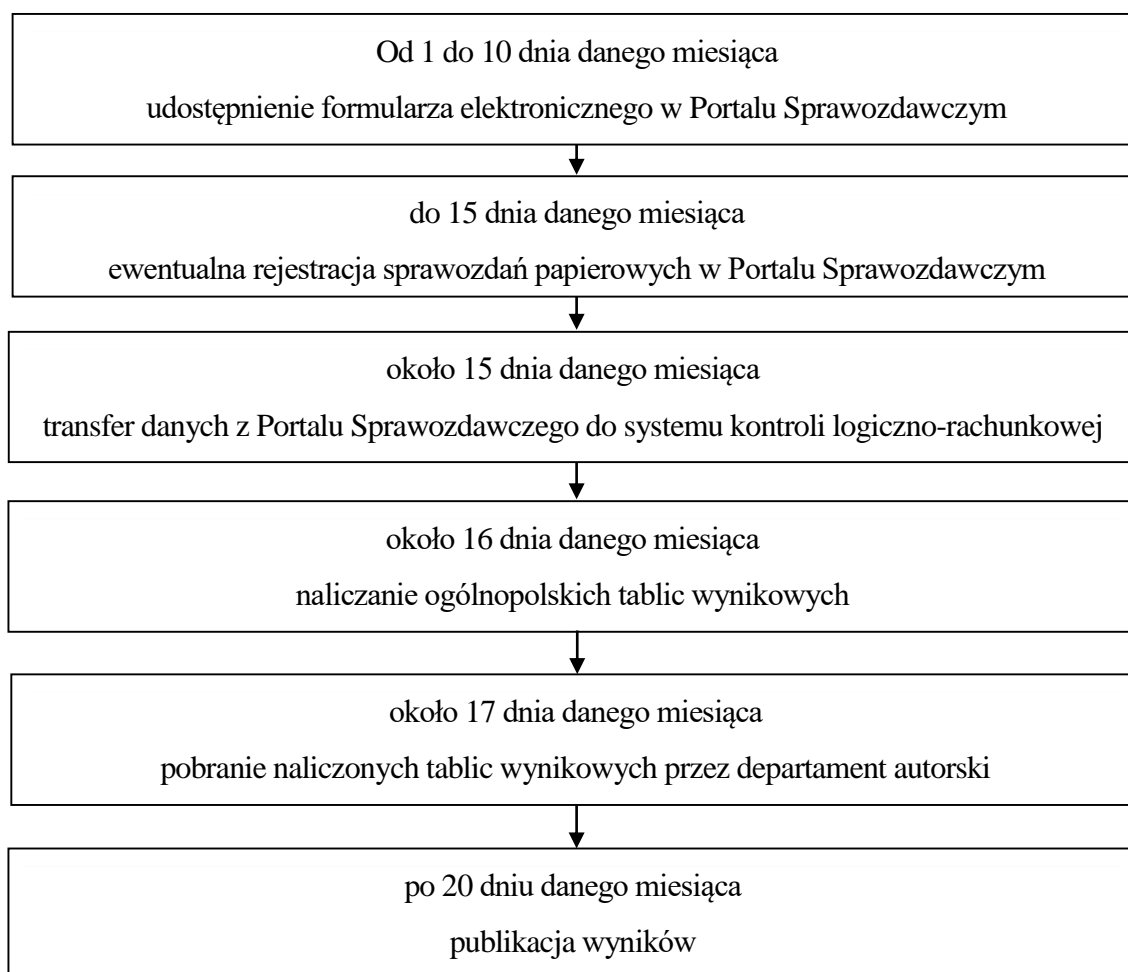 Od 1 do 10 dnia danego miesiąca
udostępnienie formularza elektronicznego w Portalu Sprawozdawczym
do 15 dnia danego miesiąca
ewentualna rejestracja sprawozdań papierowych w Portalu Sprawozdawczym
około 15 dnia danego miesiąca
transfer danych z Portalu Sprawozdawczego do systemu kontroli logiczno-rachunkowej
około 16 dnia danego miesiąca
naliczanie ogólnopolskich tablic wynikowych
około 17 dnia danego miesiąca
pobranie naliczonych tablic wynikowych przez departament autorski
po 20 dniu danego miesiąca
publikacja wyników